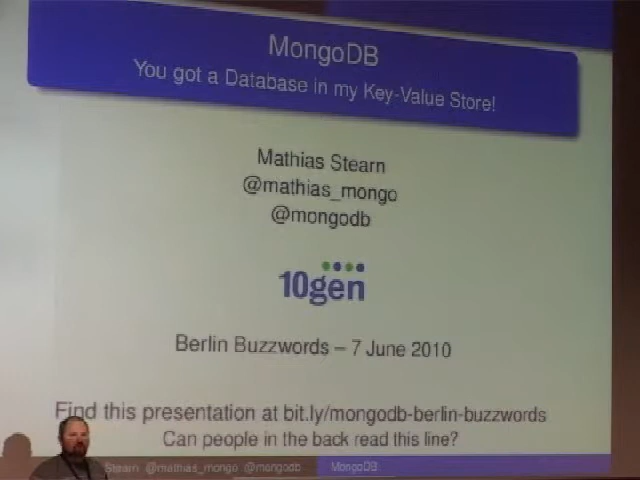 MongoDB
You got a Database in my Key-Value Store!
Mathias Stearn
@mathias_mongo
@mongodb
10gen
Berlin Buzzwords – 7 June 2010
Find this presentation at bit.ly/mongodb-berlin-buzzwords
Can people in the back read this line?
Stearn @mathias_mongo @mongodb MongoDB